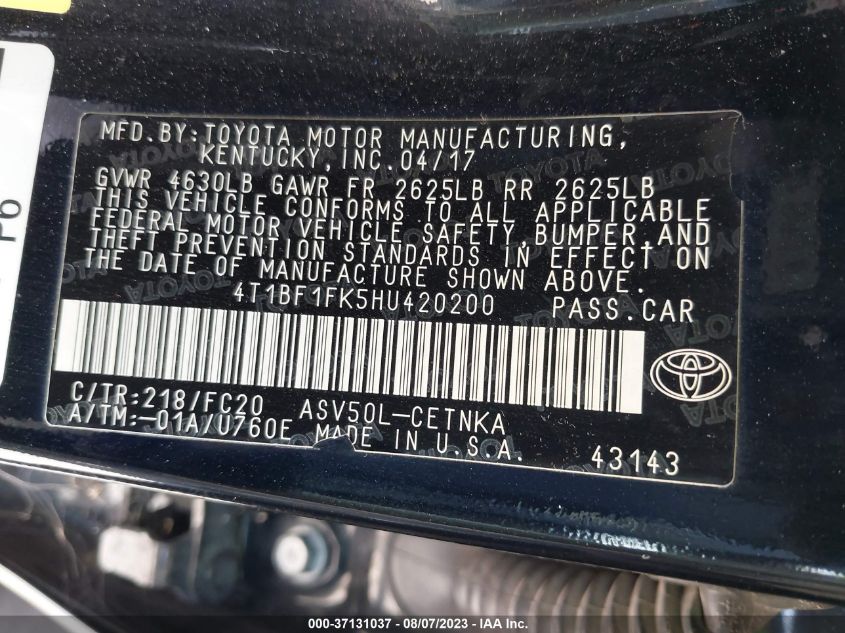 MFD. BY: TOYOTA MOTOR MANUFACTURING,
KENTUCKY, INC. 04/17
GVWR 4630LB GAWR FR 2625LB RR 2625LB
THIS VEHICLE CONFORMS TO ALL APPLICABLE
FEDERAL MOTOR VEHICLE SAFETY, BUMPER, AND
THEFT PREVENTION STANDARDS IN EFFECT ON
THE DATE OF MANUFACTURE SHOWN ABOVE.
4T1BF1FK5HU420200 PASS. CAR
C/TR: 218/FC20 ASV50L-CETNKA
A/TM: -01A/U760E MADE IN U.S.A. 43143
P6
000-37131037 - 08/07/2023 - Copyright © 2023 - IAA Inc.